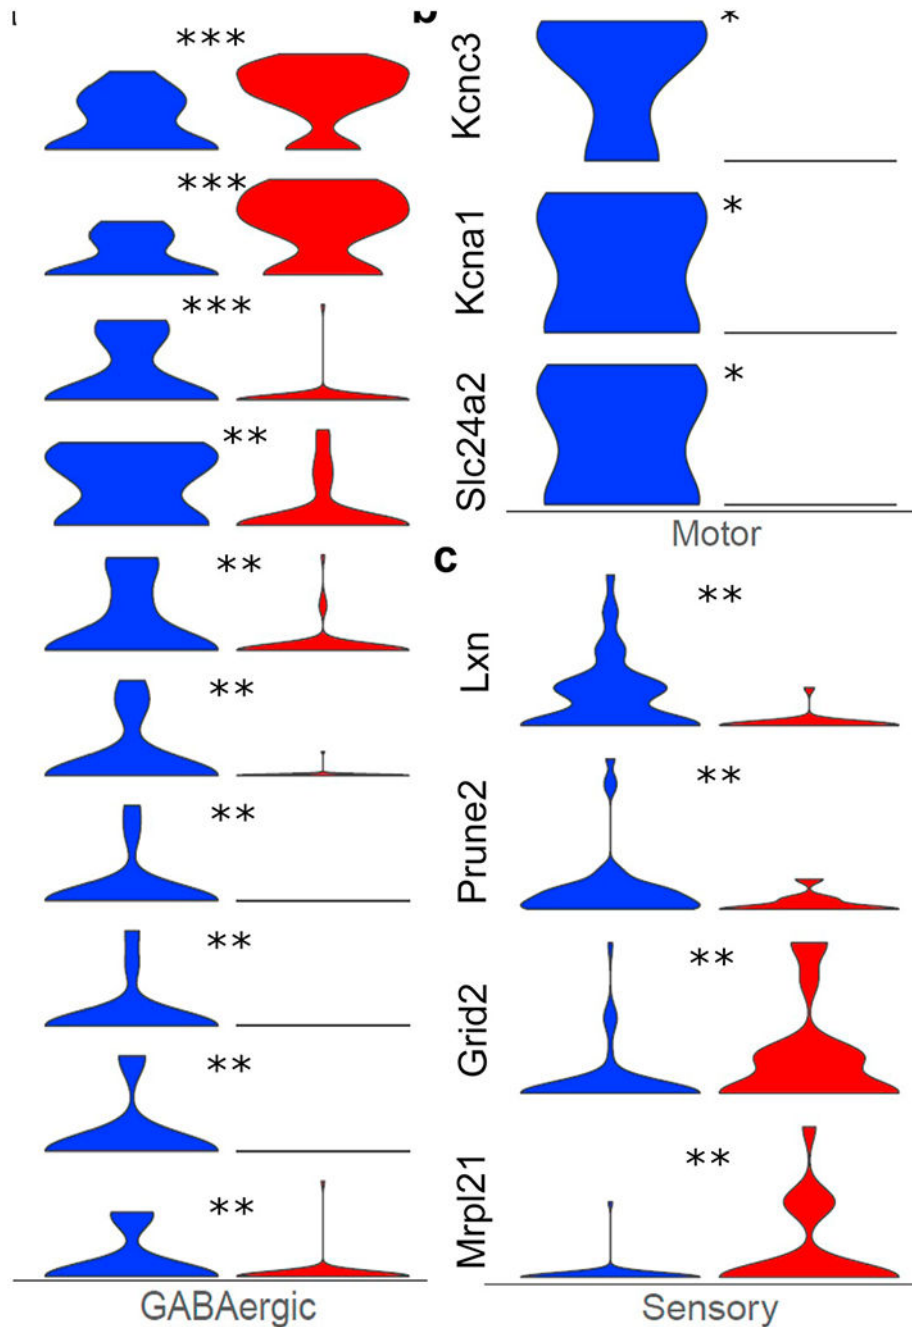 ***
***
***
**
**
**
**
**
**
**
GABAergic
b
Kcnc3
*
Kcna1
*
Slc24a2
*
Motor
c
Lxn
**
Prune2
**
Grid2
**
Mrpl21
**
Sensory